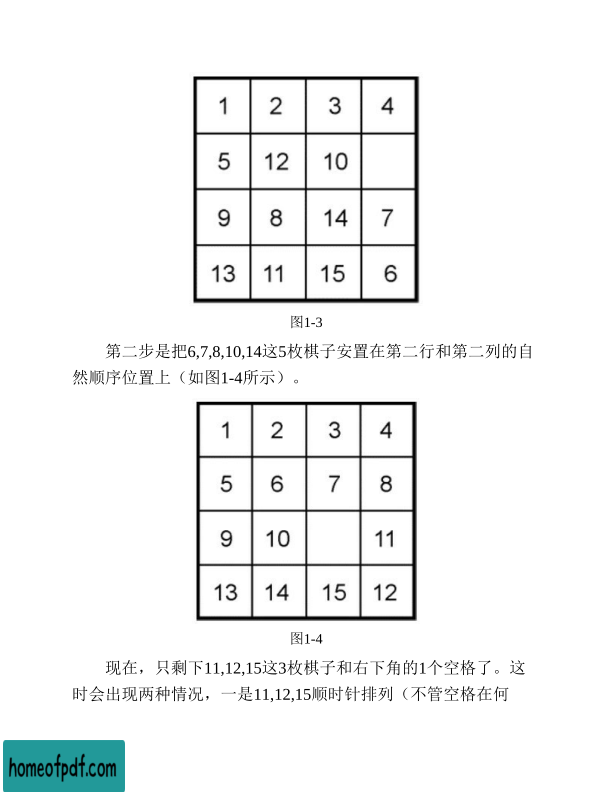 1 2 3 4
5 12 10
9 8 14 7
13 11 15 6
图1-3
第二步是把6,7,8,10,14这5枚棋子安置在第二行和第二列的自
然顺序位置上（如图1-4所示）。
1 2 3 4
5 6 7 8
9 10 11
13 14 15 12
图1-4
现在，只剩下11,12,15这3枚棋子和右下角的1个空格了。这
时会出现两种情况，一是11,12,15顺时针排列（不管空格在何
homeofpdf.com